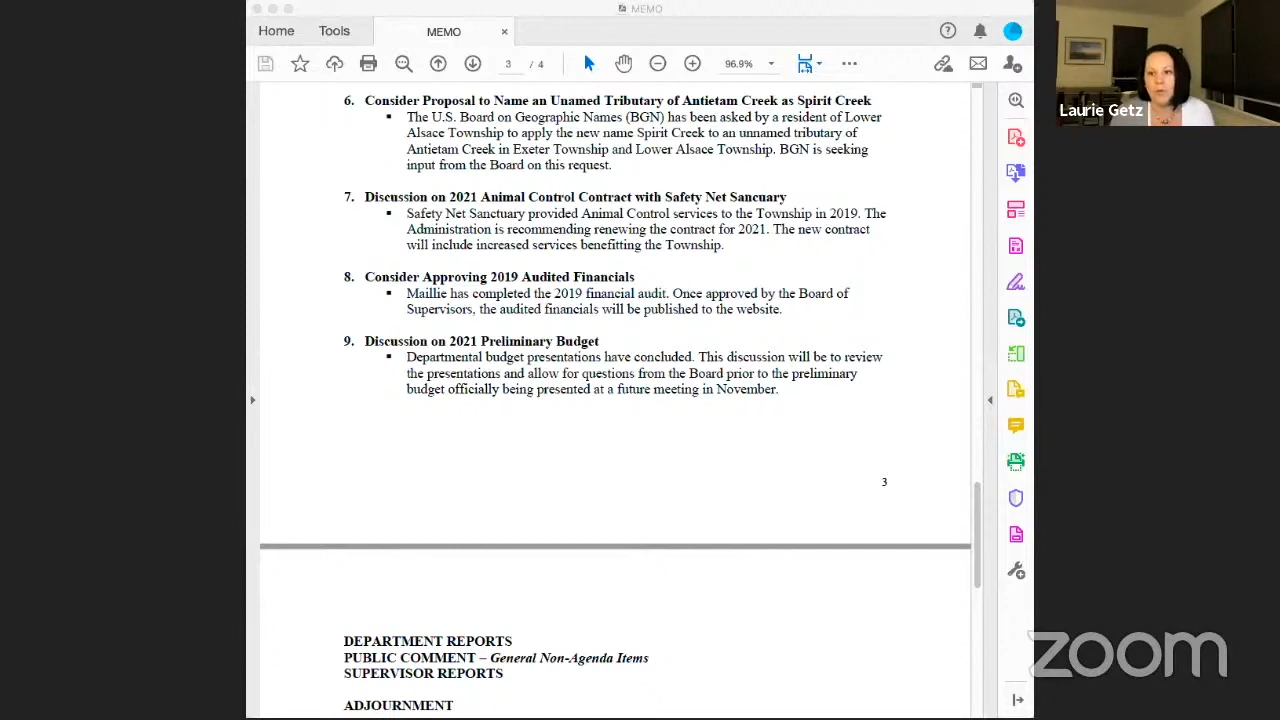 MEMO
Home
Tools
MEMO
×
3 / 4
96.9%
6. Consider Proposal to Name an Unamed Tributary of Antietam Creek as Spirit Creek
▪ The U.S. Board on Geographic Names (BGN) has been asked by a resident of Lower
Alsace Township to apply the new name Spirit Creek to an unnamed tributary of
Antietam Creek in Exeter Township and Lower Alsace Township. BGN is seeking
input from the Board on this request.
7. Discussion on 2021 Animal Control Contract with Safety Net Sancuary
▪ Safety Net Sanctuary provided Animal Control services to the Township in 2019. The
Administration is recommending renewing the contract for 2021. The new contract
will include increased services benefitting the Township.
8. Consider Approving 2019 Audited Financials
▪ Maillie has completed the 2019 financial audit. Once approved by the Board of
Supervisors, the audited financials will be published to the website.
9. Discussion on 2021 Preliminary Budget
▪ Departmental budget presentations have concluded. This discussion will be to review
the presentations and allow for questions from the Board prior to the preliminary
budget officially being presented at a future meeting in November.
3
DEPARTMENT REPORTS
PUBLIC COMMENT – General Non-Agenda Items
SUPERVISOR REPORTS
ADJOURNMENT
Laurie Getz
zoom